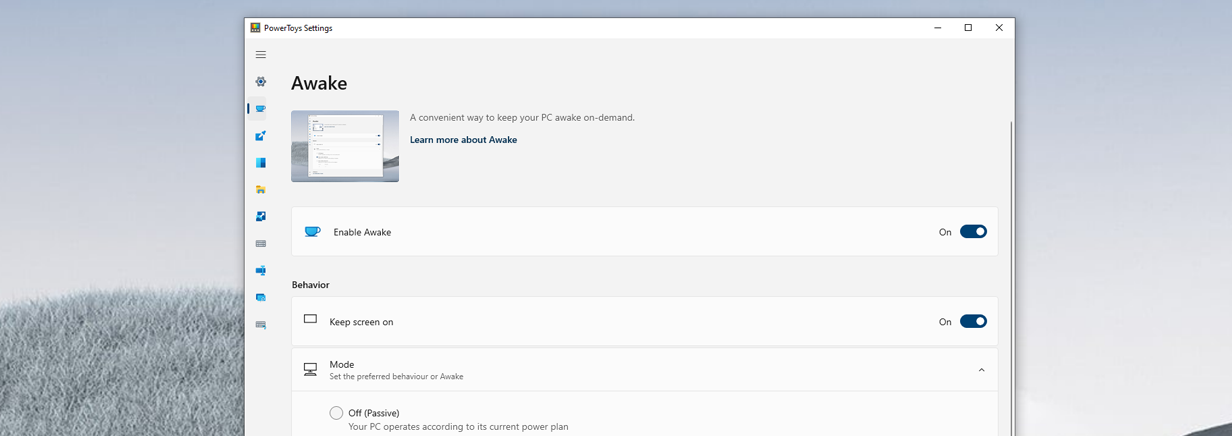 PowerToys Settings
Awake
A convenient way to keep your PC awake on-demand.
Learn more about Awake
Enable Awake
On
Behavior
Keep screen on
On
Mode
Set the preferred behaviour or Awake
Off (Passive)
Your PC operates according to its current power plan